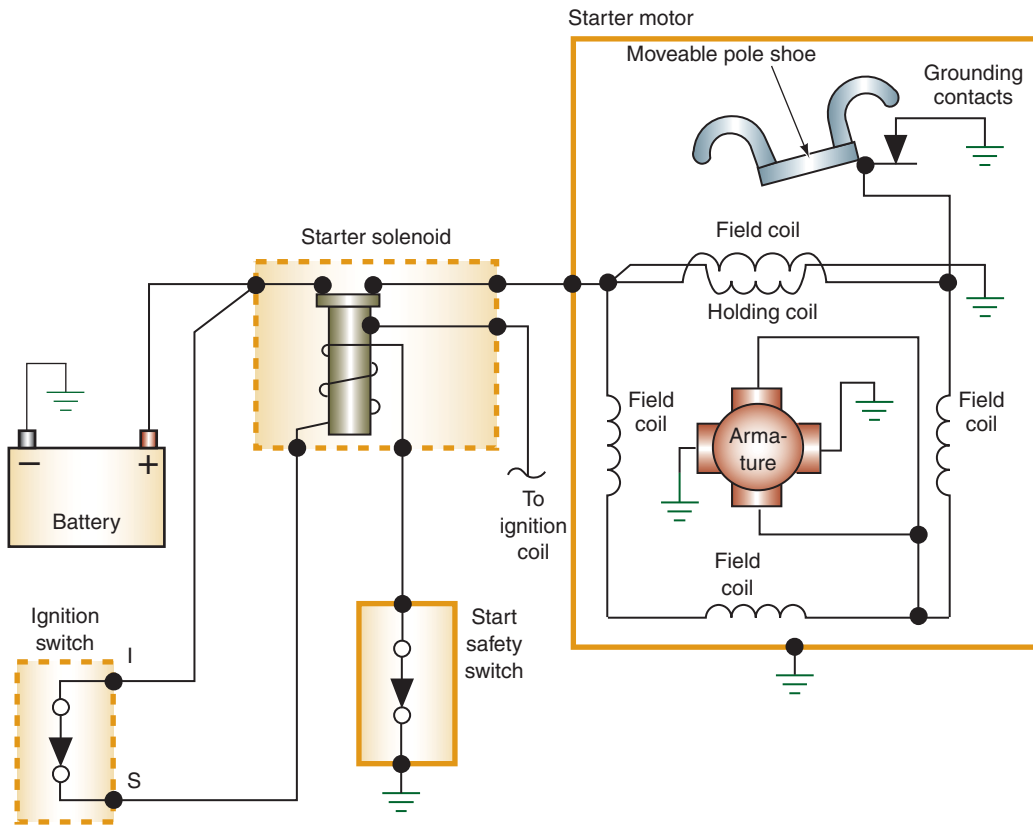 Starter motor
Moveable pole shoe
Grounding
contacts
Starter solenoid
Field coil
Holding coil
Field
coil
Arma-
ture
Field
coil
−
+
Battery
To
ignition
coil
Field
coil
Ignition
switch
I
S
Start
safety
switch